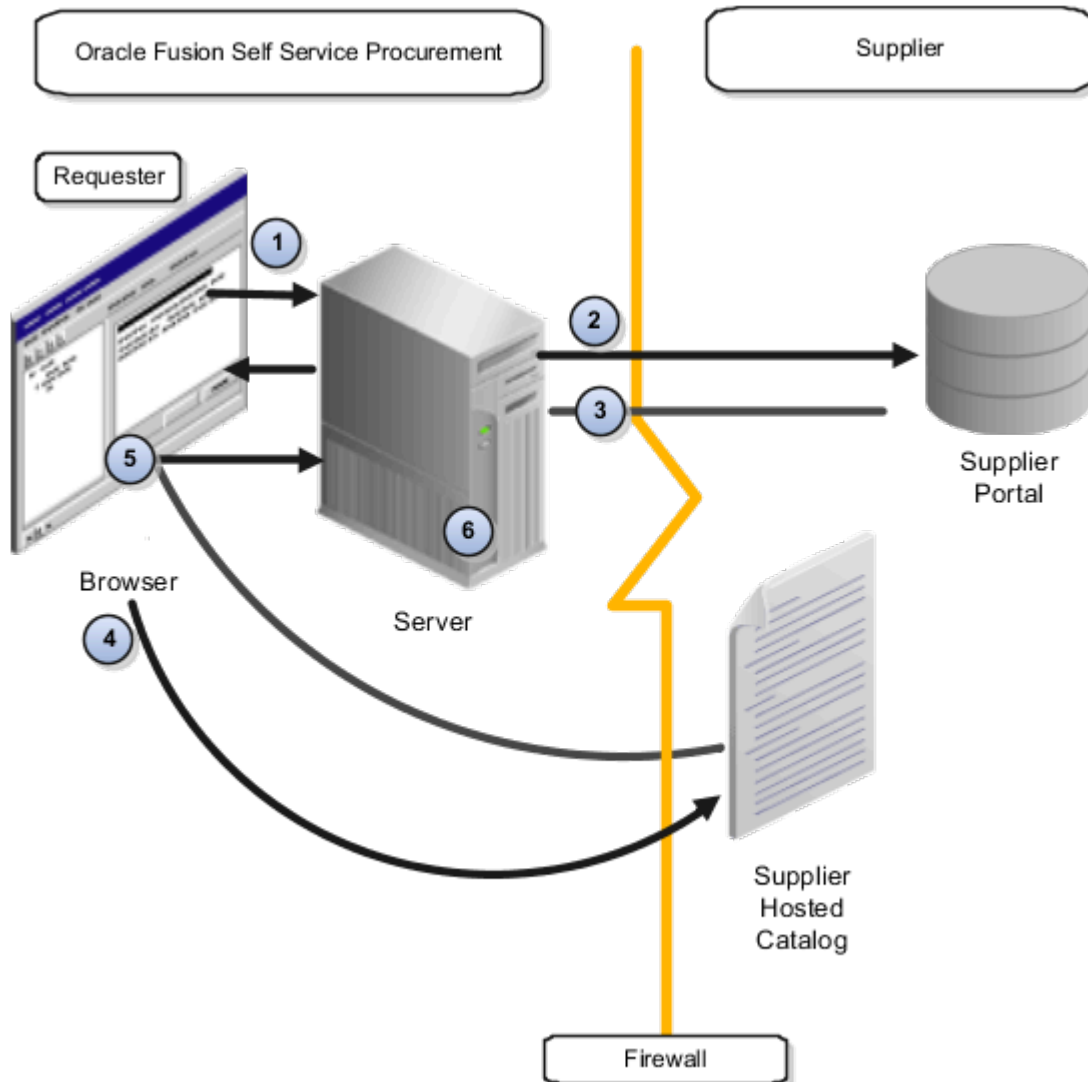 Oracle Fusion Self Service Procurement
Supplier
Requester
1
2
3
Supplier
Portal
5
6
Browser
Server
4
Supplier
Hosted
Catalog
Firewall